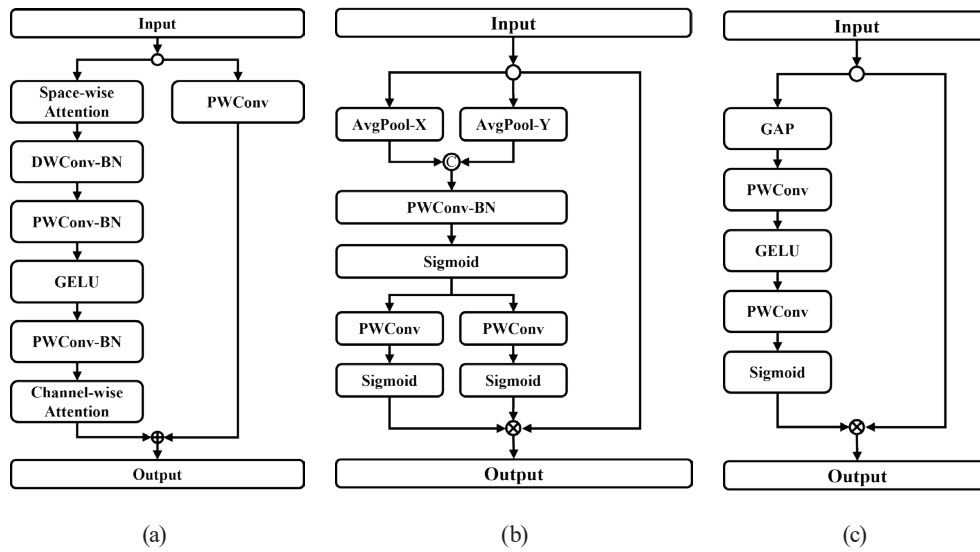 Input
Space-wise
Attention
PWConv
DWConv-BN
PWConv-BN
GELU
PWConv-BN
Channel-wise
Attention
Output
(a)
Input
AvgPool-X
AvgPool-Y
C
PWConv-BN
Sigmoid
PWConv
PWConv
Sigmoid
Sigmoid
Output
(b)
Input
GAP
PWConv
GELU
PWConv
Sigmoid
Output
(c)